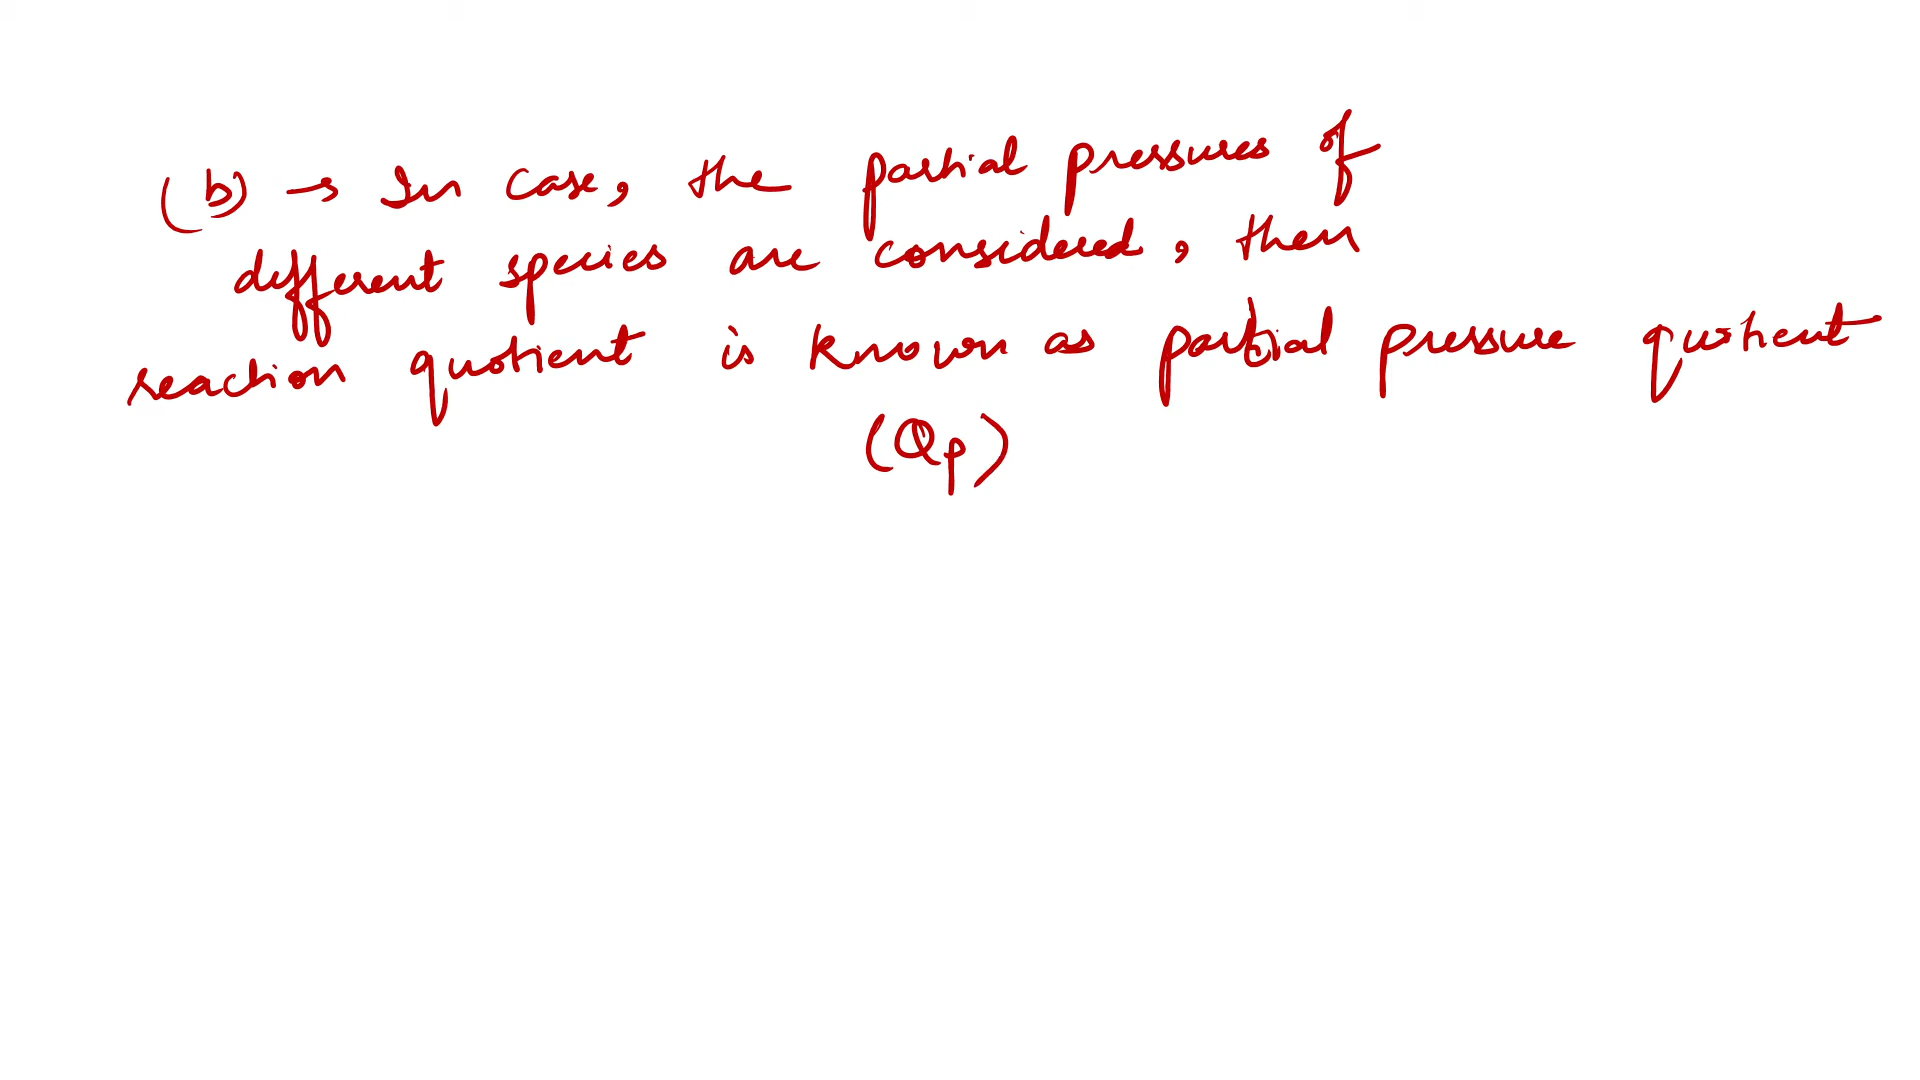 (b) → In case, the partial pressures of
different species are considered, then
reaction quotient is known as partial pressure quotient
(Qp)